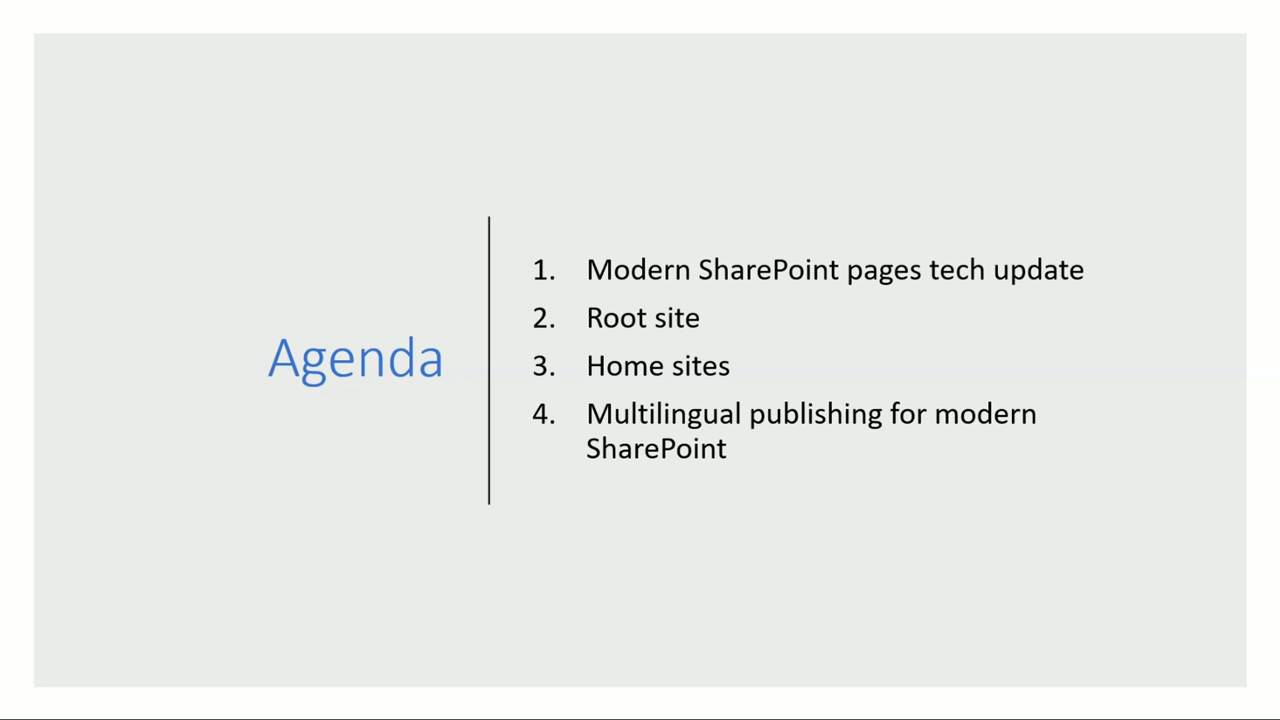 Agenda
1. Modern SharePoint pages tech update
2. Root site
3. Home sites
4. Multilingual publishing for modern
SharePoint